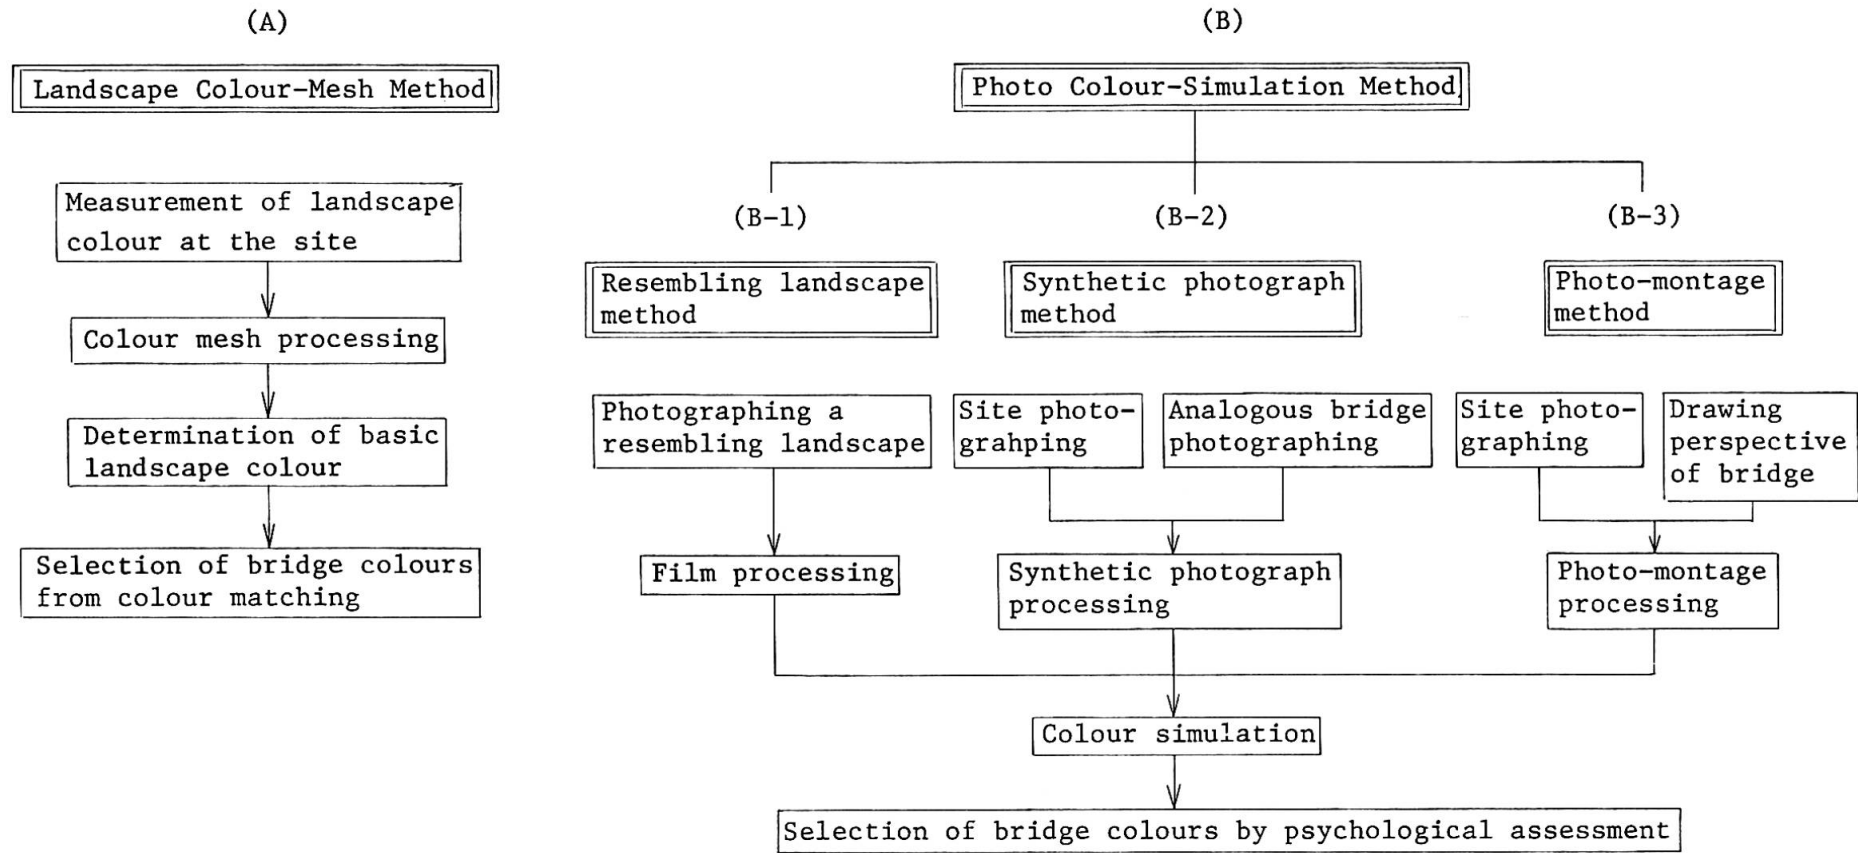 (A)
Landscape Colour-Mesh Method
Measurement of landscape
colour at the site
Colour mesh processing
Determination of basic
landscape colour
Selection of bridge colours
from colour matching
(B)
Photo Colour-Simulation Method
(B-1)
Resembling landscape
method
Photographing a
resembling landscape
Film processing
(B-2)
Synthetic photograph
method
Site photo-
grahping
Analogous bridge
photographing
Synthetic photograph
processing
(B-3)
Photo-montage
method
Site photo-
graphing
Drawing
perspective
of bridge
Photo-montage
processing
Colour simulation
Selection of bridge colours by psychological assessment